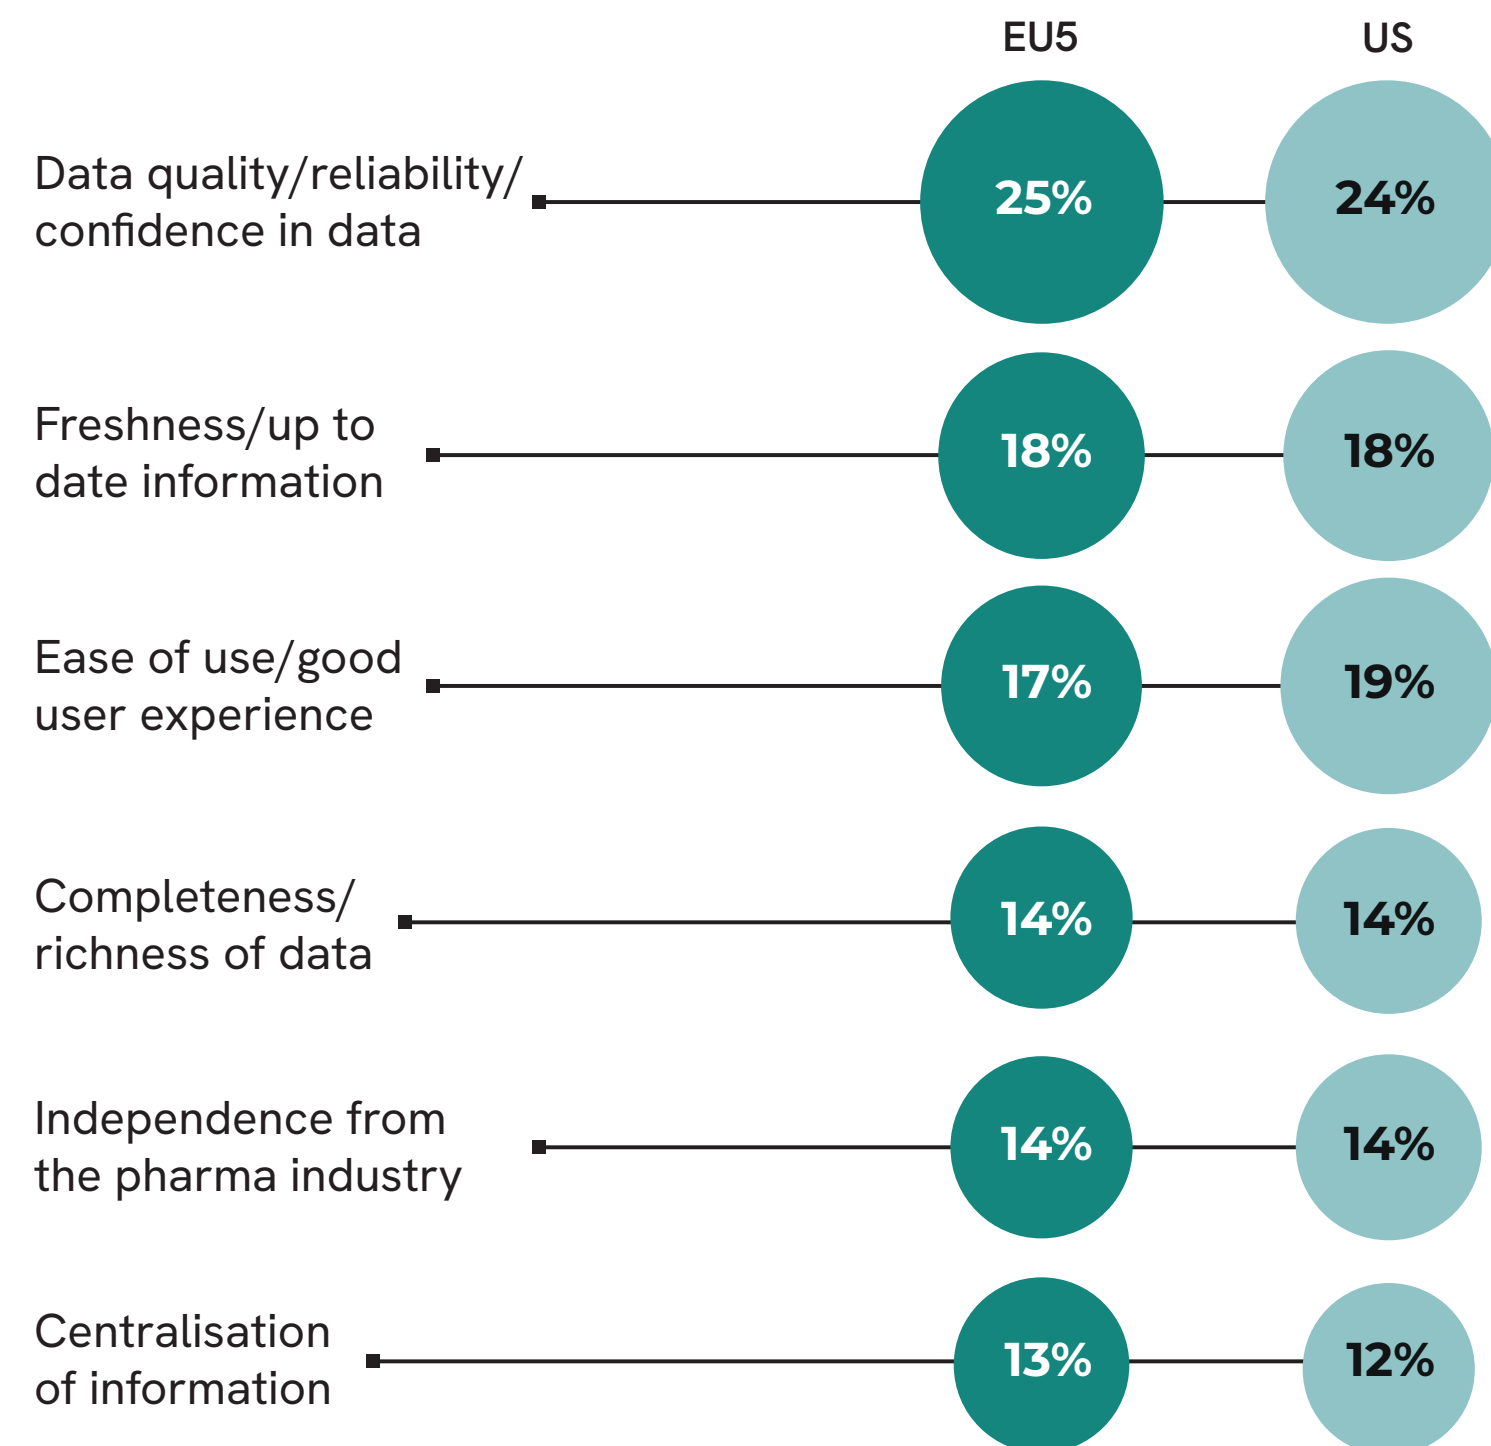 EU5 US
Data quality/reliability/
confidence in data
25% 24%
Freshness/up to
date information
18% 18%
Ease of use/good
user experience
17% 19%
Completeness/
richness of data
14% 14%
Independence from
the pharma industry
14% 14%
Centralisation
of information
13% 12%